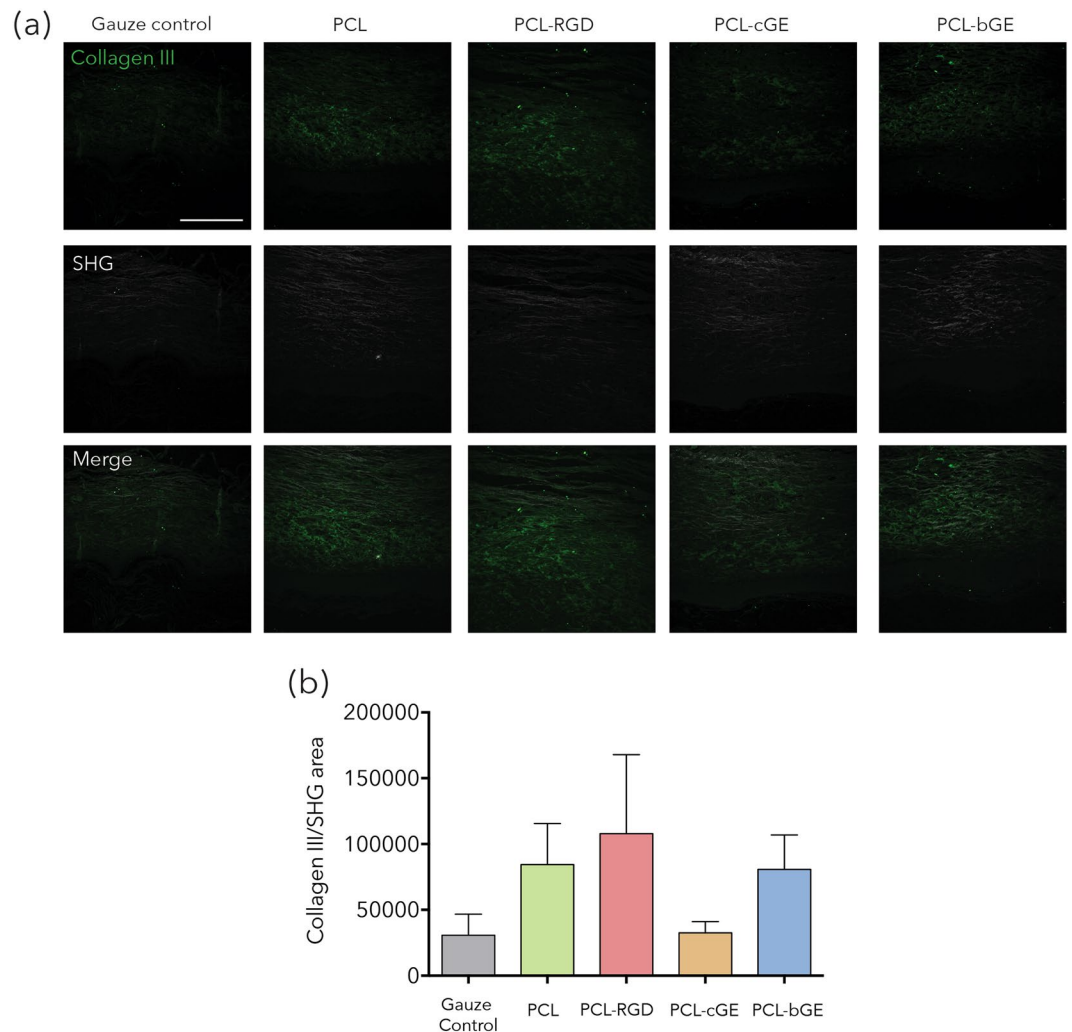 (a)
Gauze control PCL PCL-RGD PCL-cGE PCL-bGE
Collagen III
SHG
Merge
(b)
Collagen III/SHG area
200000
150000
100000
50000
0
Gauze
Control
PCL PCL-RGD PCL-cGE PCL-bGE